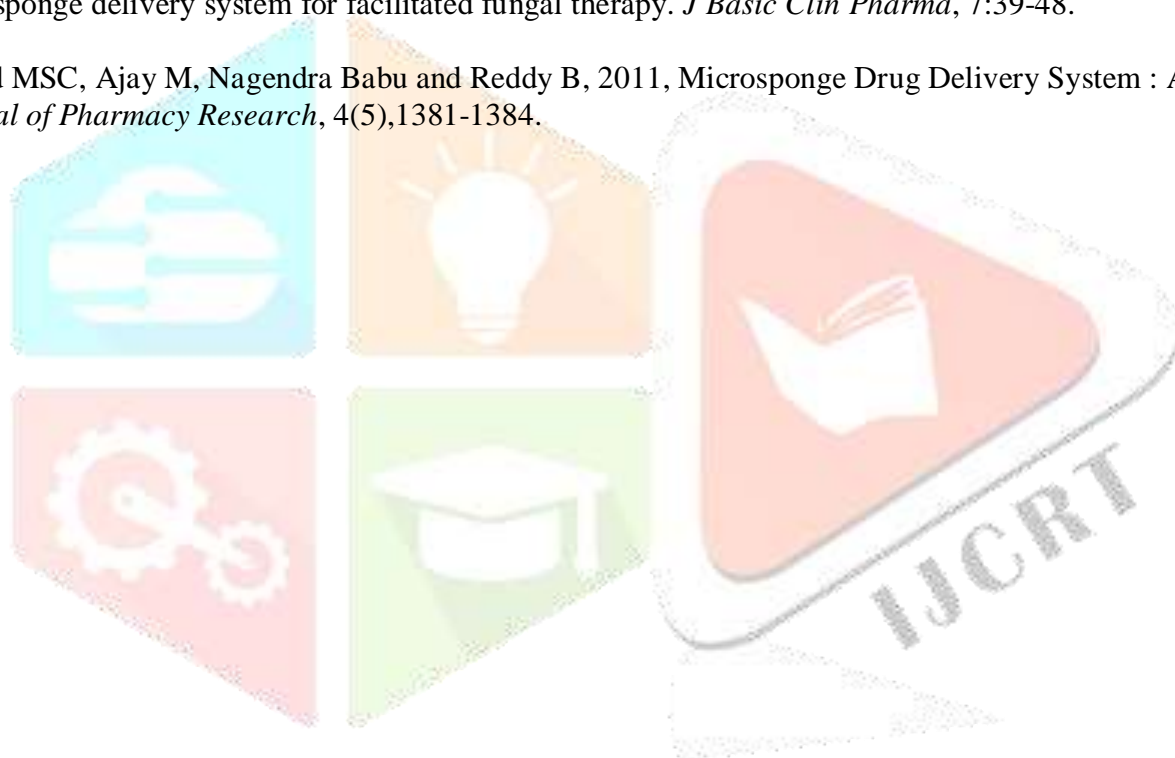 sponge delivery system for facilitated fungal therapy. J Basic Clin Pharma, 7:39-48.
MSC, Ajay M, Nagendra Babu and Reddy B, 2011, Microsponge Drug Delivery System : A
al of Pharmacy Research, 4(5),1381-1384.
IJCRT